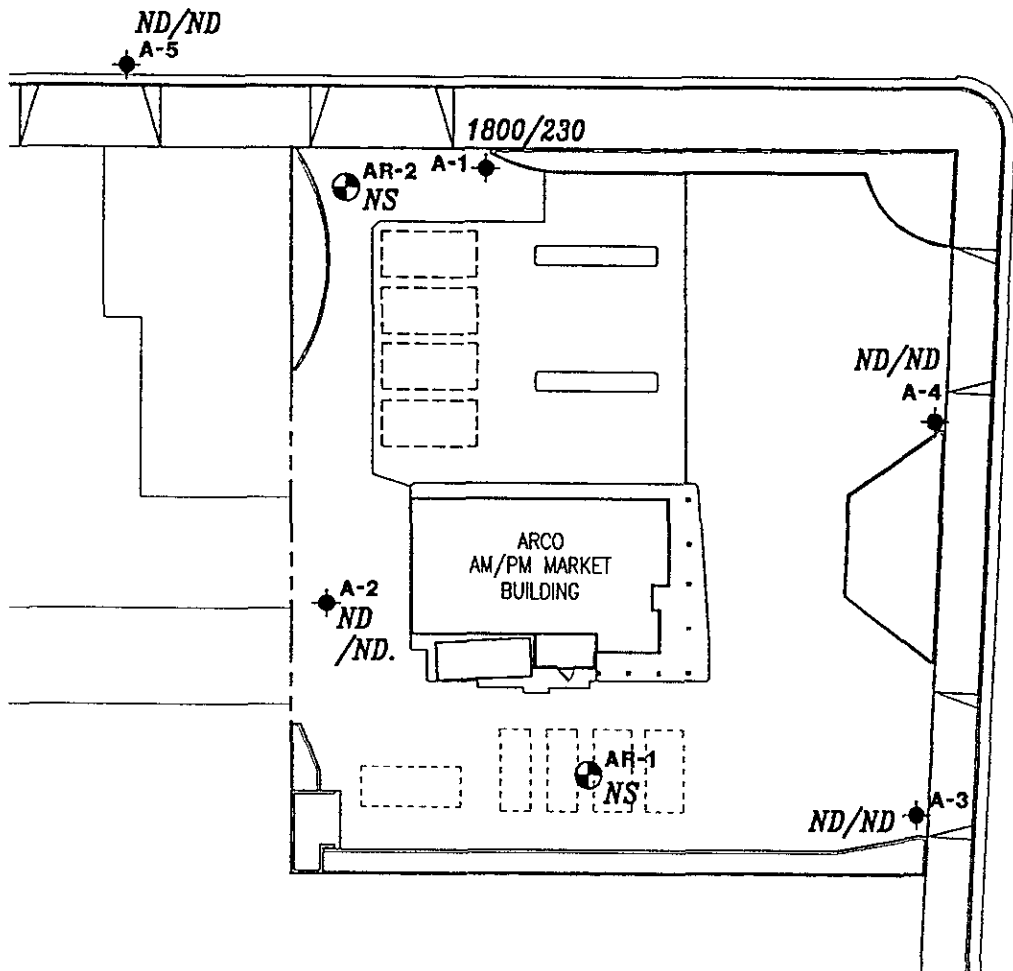 ND/ND
A-5
1800/230
A-1
AR-2
NS
ND/ND
A-4
ARCO
AM/PM MARKET
BUILDING
A-2
ND
/ND.
AR-1
NS
A-3
ND/ND